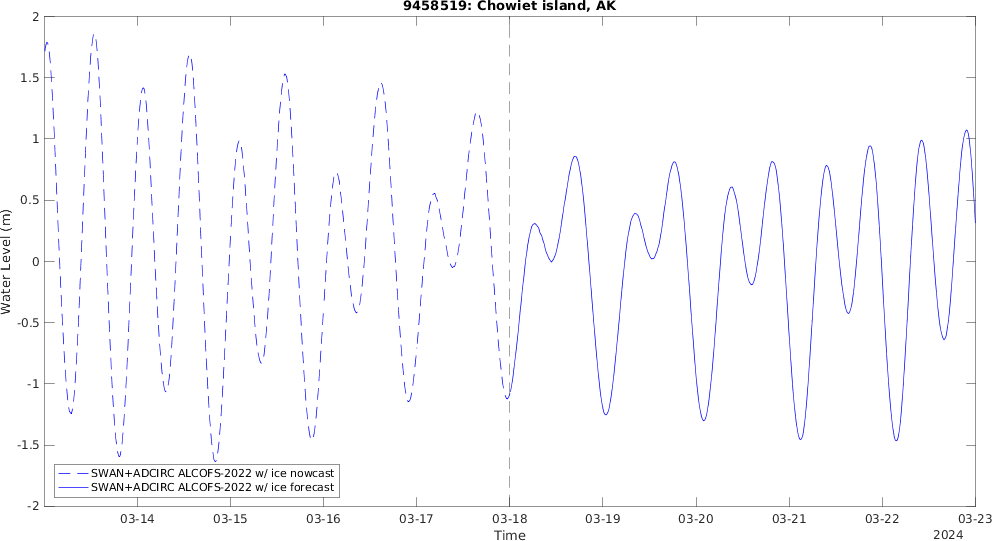 9458519: Chowiet island, AK
Water Level (m)
2
1.5
1
0.5
0
-0.5
-1
-1.5
-2
SWAN+ADCIRC ALCOFS-2022 w/ ice nowcast
SWAN+ADCIRC ALCOFS-2022 w/ ice forecast
03-14 03-15 03-16 03-17 03-18 03-19 03-20 03-21 03-22 03-23
Time
2024